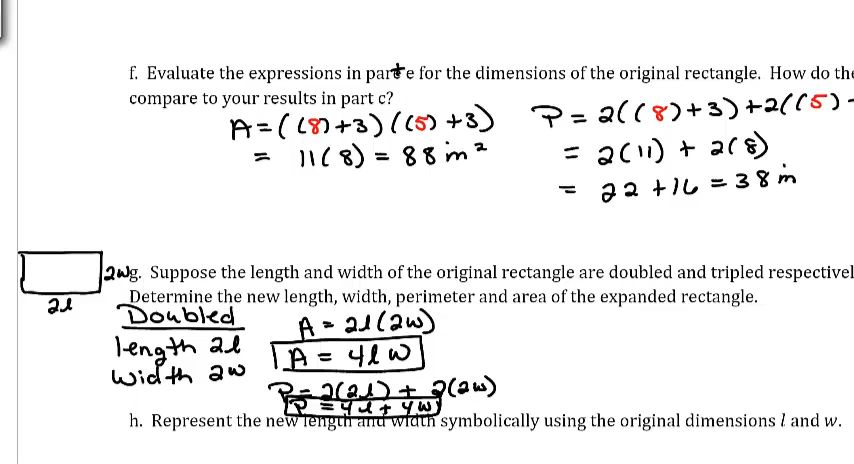 f. Evaluate the expressions in part e for the dimensions of the original rectangle. How do the
compare to your results in part c?
A = ((8)+3)((5)+3)
= 11(8) = 88 in²
P = 2((8)+3)+2((5)
= 2(11) + 2(8)
= 22 + 16 = 38 in
2w
2l
g. Suppose the length and width of the original rectangle are doubled and tripled respectivel
Determine the new length, width, perimeter and area of the expanded rectangle.
Doubled
length 2l
width 2w
A = 2l(2w)
A = 4lw
P = 2(2l) + 2(2w)
P = 4l + 4w
h. Represent the new length and width symbolically using the original dimensions l and w.